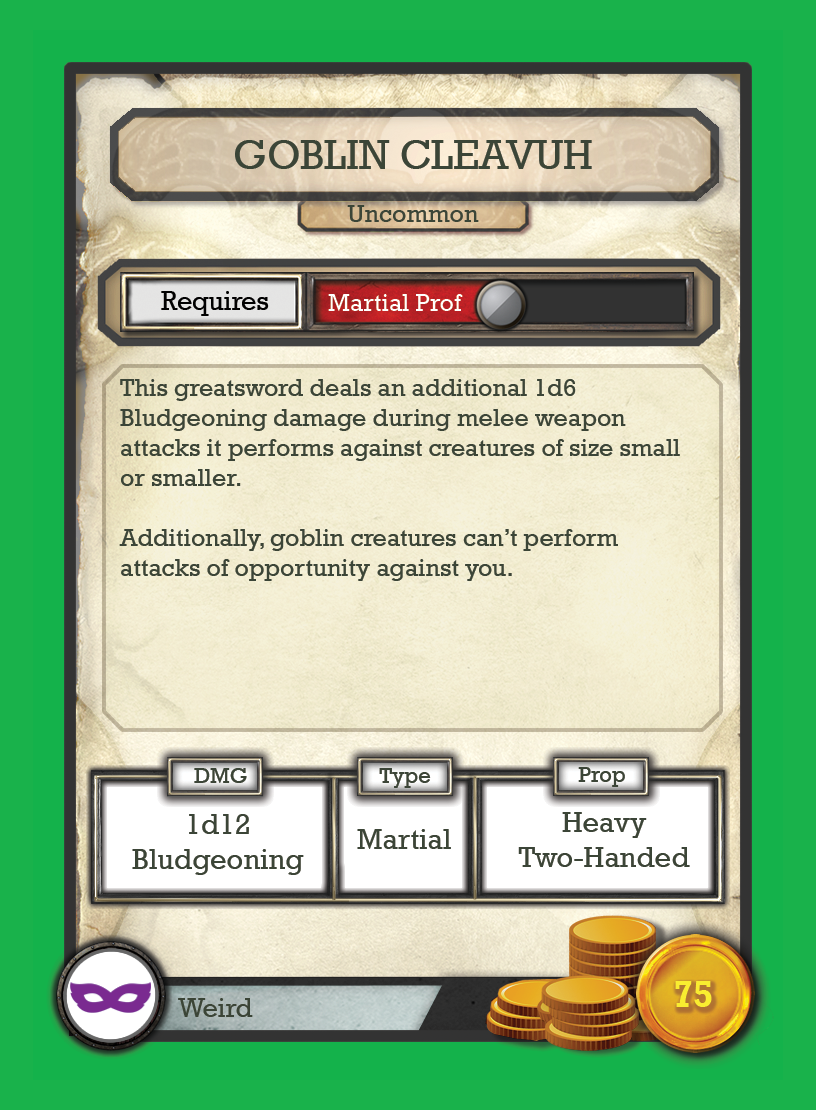 GOBLIN CLEAVUH
Uncommon
Requires
Martial Prof
This greatsword deals an additional 1d6
Bludgeoning damage during melee weapon
attacks it performs against creatures of size small
or smaller.
Additionally, goblin creatures can't perform
attacks of opportunity against you.
DMG
1d12
Bludgeoning
Type
Martial
Prop
Heavy
Two-Handed
Weird
75